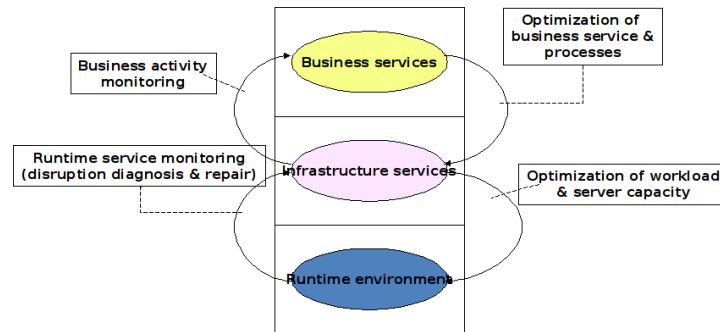 Optimization of
business service &
processes
Business services
Business activity
monitoring
Runtime service monitoring
(disruption diagnosis & repair)
Infrastructure services
Optimization of workload
& server capacity
Runtime environment